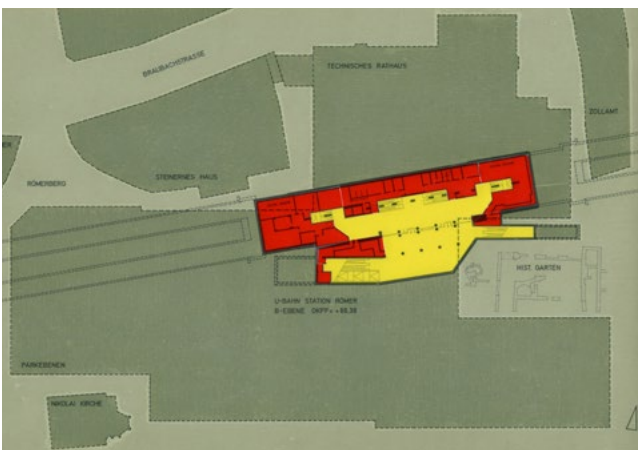 BRAUBACHSTRASSE
TECHNISCHES RATHAUS
ZOLLAMT
STEINERNES HAUS
RÖMERBERG
HIST. GARTEN
U-BAHN STATION RÖMER
B-EBENE
PARKEBENEN
NIKOLAI KIRCHE